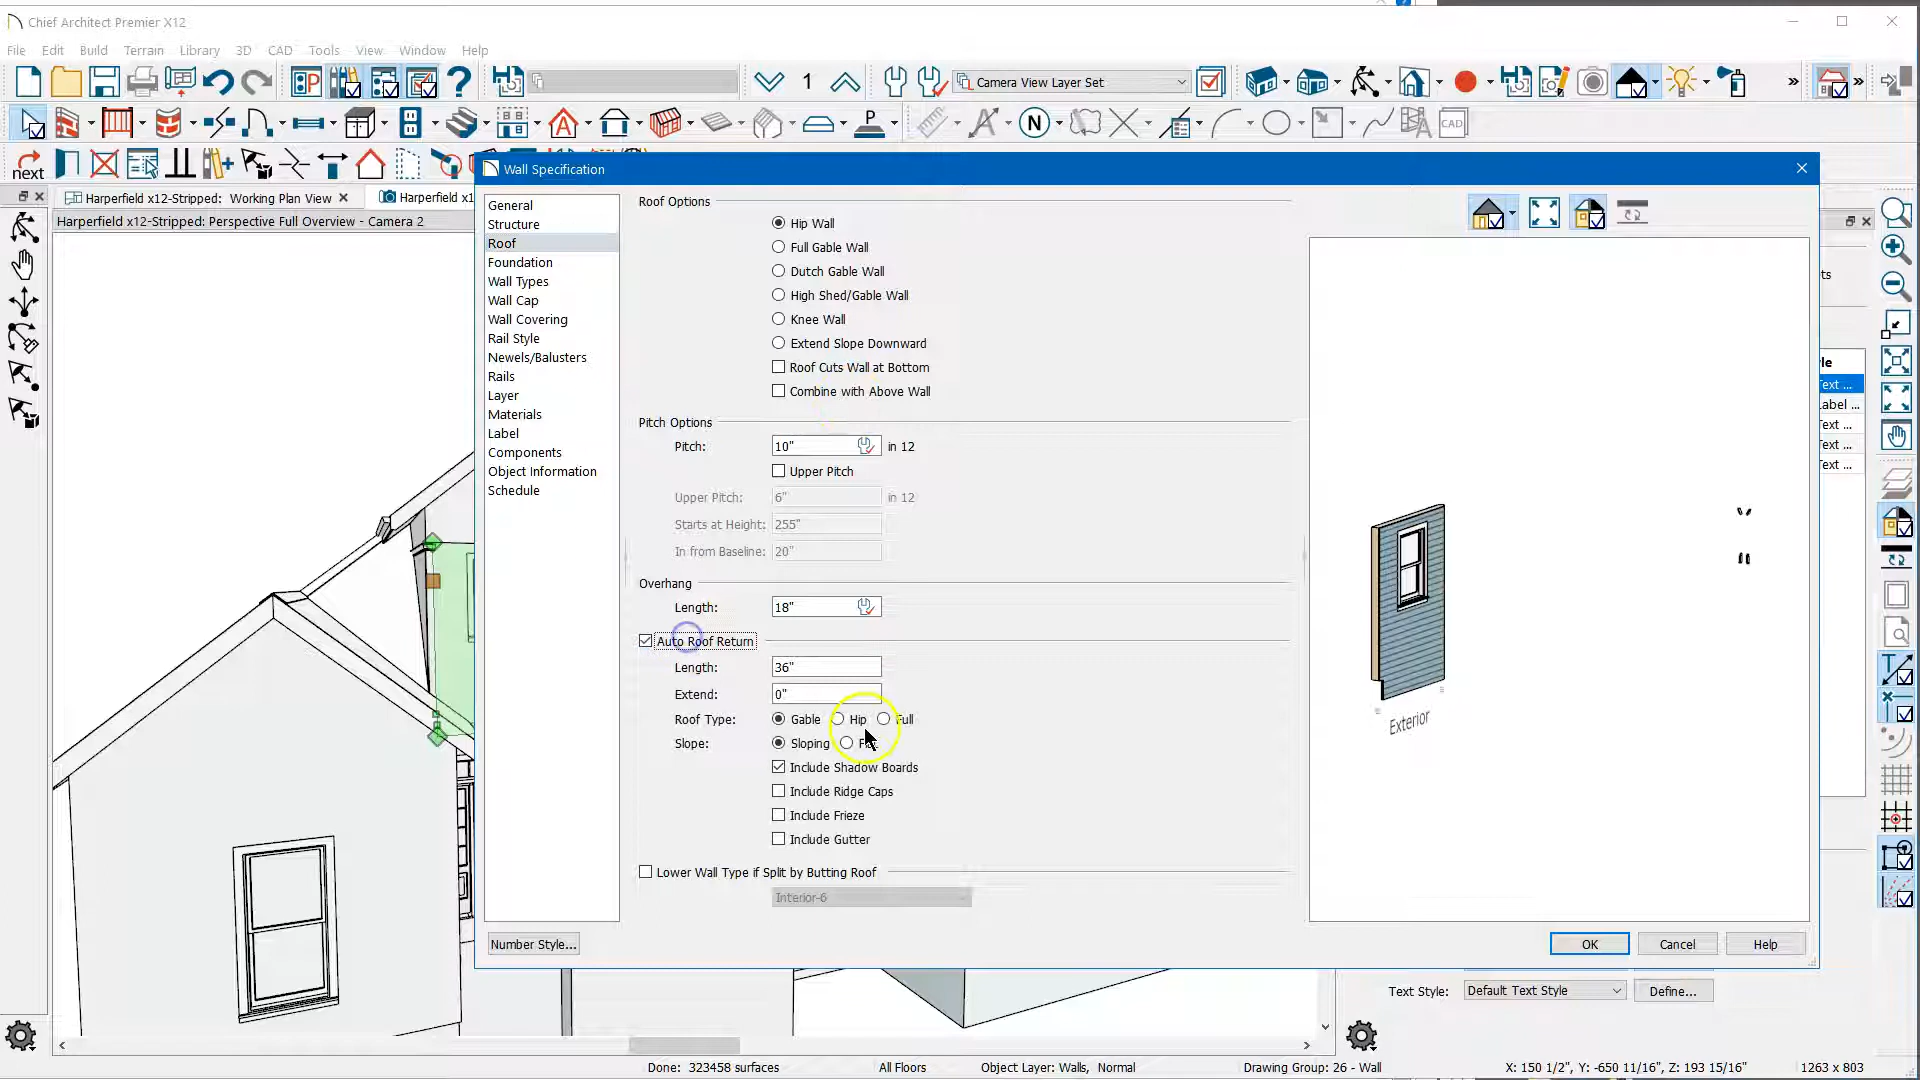 Chief Architect Premier X12
File Edit Build Terrain Library 3D CAD Tools View Window Help
1 Camera View Layer Set
P N CAD
next
Harperfield x12-Stripped: Working Plan View Harperfield x1
Harperfield x12-Stripped: Perspective Full Overview - Camera 2
Wall Specification
General
Structure
Roof
Foundation
Wall Types
Wall Cap
Wall Covering
Rail Style
Newels/Balusters
Rails
Layer
Materials
Label
Components
Object Information
Schedule
Number Style...
Roof Options
Hip Wall
Full Gable Wall
Dutch Gable Wall
High Shed/Gable Wall
Knee Wall
Extend Slope Downward
Roof Cuts Wall at Bottom
Combine with Above Wall
Pitch Options
Pitch: 10" in 12
Upper Pitch
Upper Pitch: 6" in 12
Starts at Height: 255"
In from Baseline: 20"
Overhang
Length: 18"
Auto Roof Return
Length: 36"
Extend: 0"
Roof Type: Gable Hip Full
Slope: Sloping
Include Shadow Boards
Include Ridge Caps
Include Frieze
Include Gutter
Lower Wall Type if Split by Butting Roof
Interior-6
Exterior
OK Cancel Help
ts
le
Text ...
Label ...
Text ...
Text ...
Text ...
Text Style: Default Text Style Define...
Done: 323458 surfaces All Floors Object Layer: Walls, Normal Drawing Group: 26 - Wall X: 150 1/2", Y: -650 11/16", Z: 193 15/16" 1263 x 803